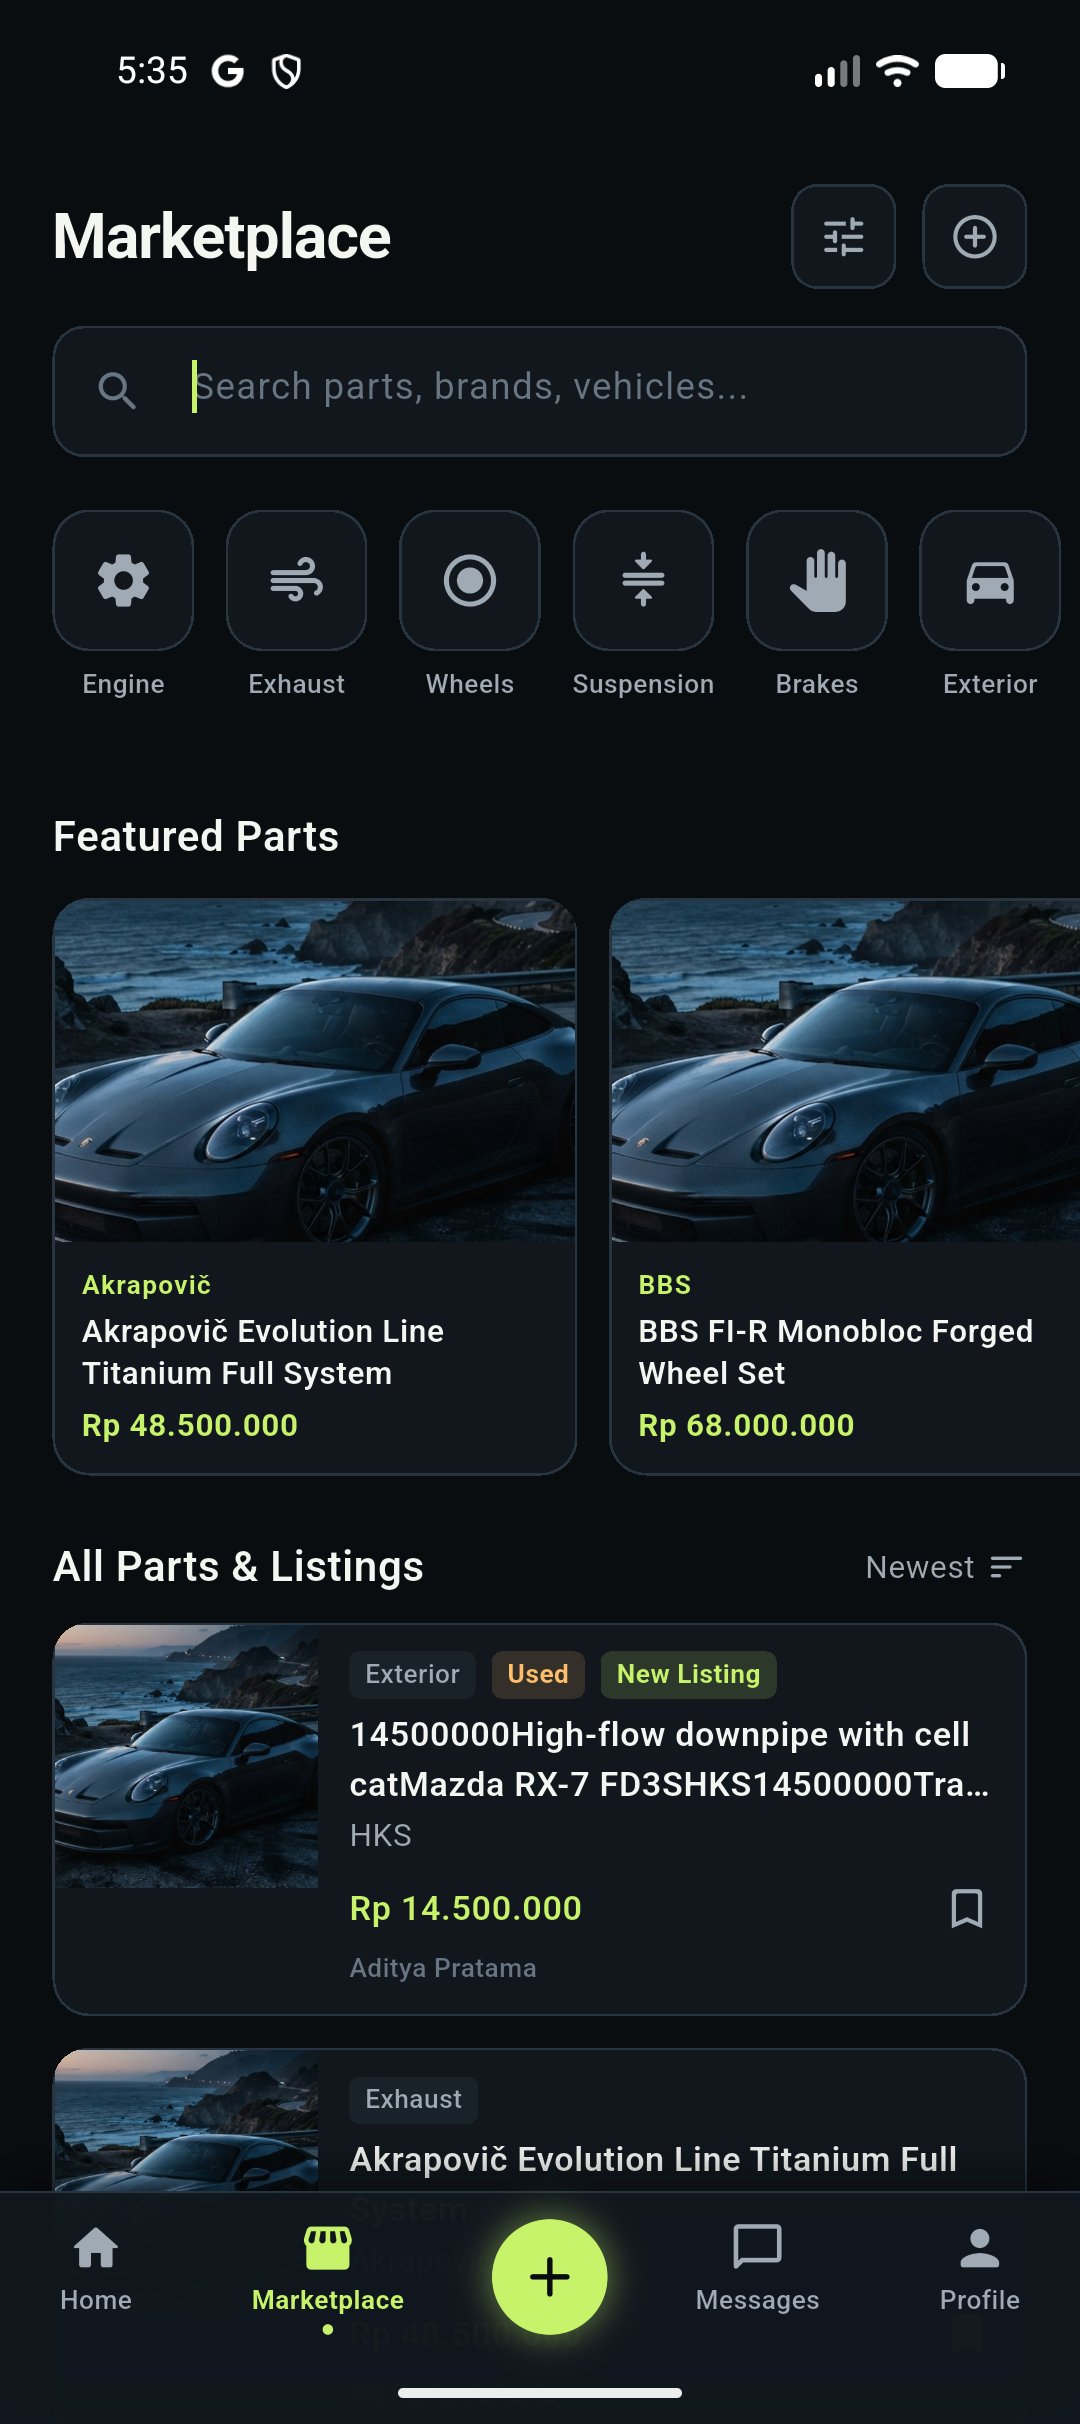 5:35
Marketplace
Search parts, brands, vehicles...
Engine
Exhaust
Wheels
Suspension
Brakes
Exterior
Featured Parts
Akrapovič
Akrapovič Evolution Line
Titanium Full System
Rp 48.500.000
BBS
BBS FI-R Monobloc Forged
Wheel Set
Rp 68.000.000
All Parts & Listings
Newest
Exterior
Used
New Listing
14500000High-flow downpipe with cell
catMazda RX-7 FD3SHKS14500000Tra...
HKS
Rp 14.500.000
Aditya Pratama
Exhaust
Akrapovič Evolution Line Titanium Full
System
Home
Marketplace
Messages
Profile